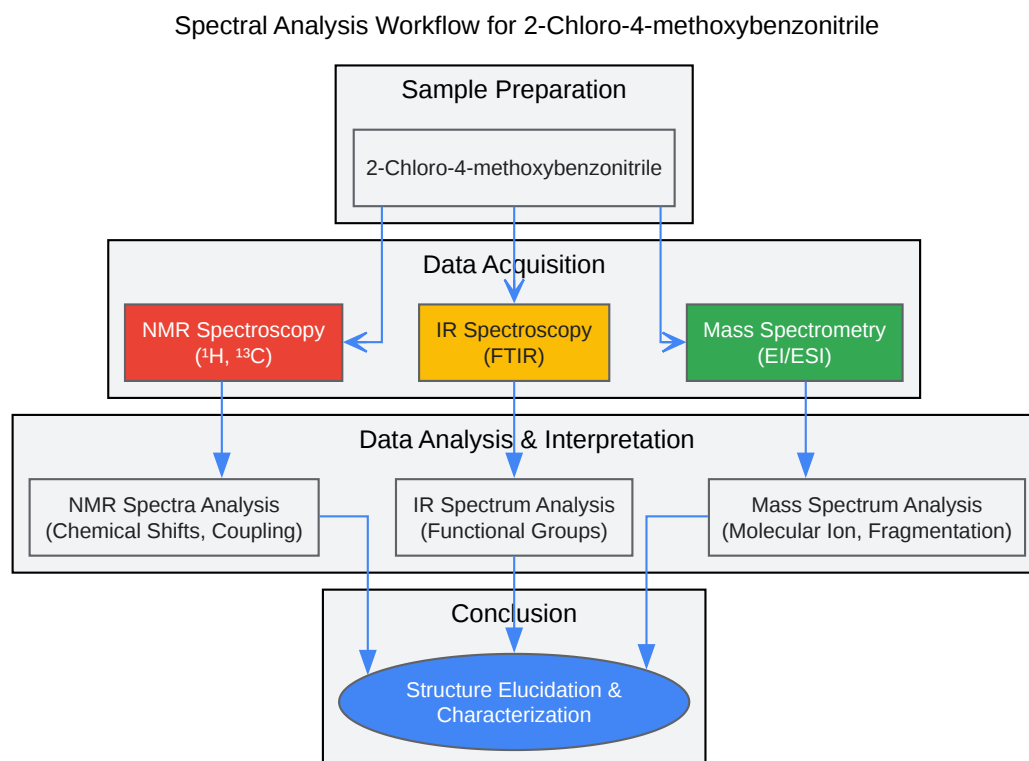 Spectral Analysis Workflow for 2-Chloro-4-methoxybenzonitrile
Sample Preparation
2-Chloro-4-methoxybenzonitrile
Data Acquisition
NMR Spectroscopy
(¹H, ¹³C)
IR Spectroscopy
(FTIR)
Mass Spectrometry
(EI/ESI)
Data Analysis & Interpretation
NMR Spectra Analysis
(Chemical Shifts, Coupling)
IR Spectrum Analysis
(Functional Groups)
Mass Spectrum Analysis
(Molecular Ion, Fragmentation)
Conclusion
Structure Elucidation &
Characterization